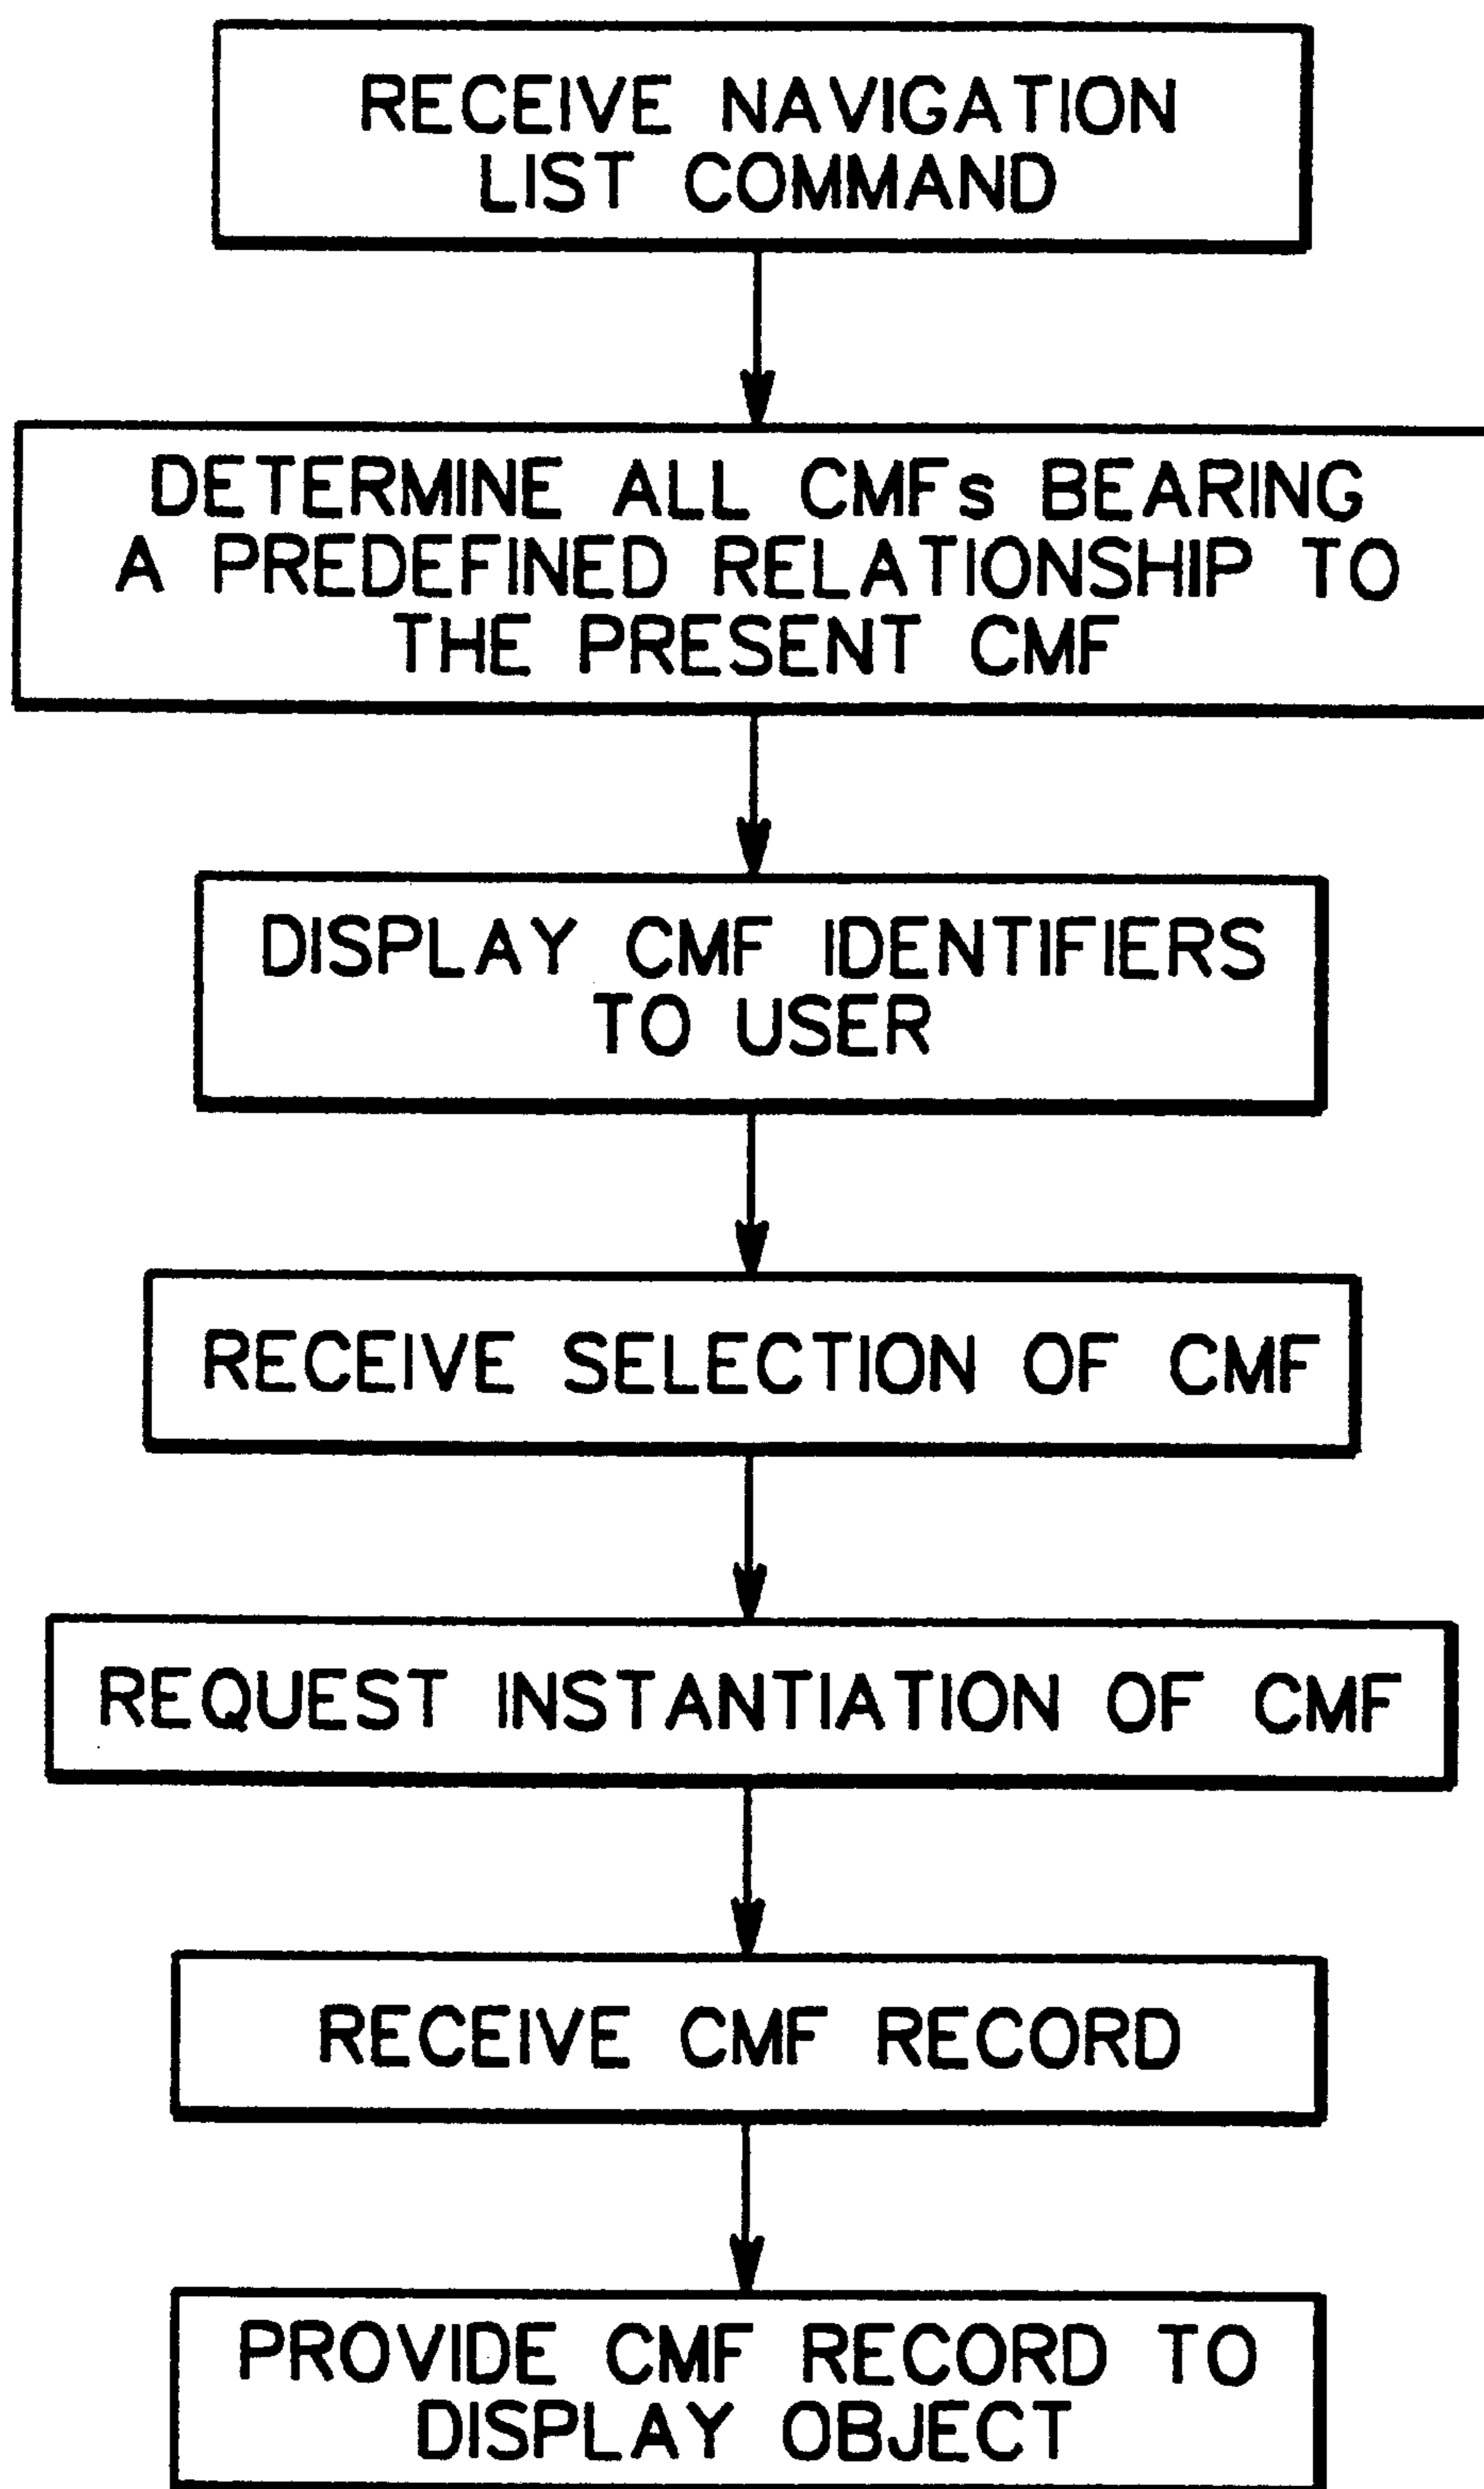 RECEIVE NAVIGATION
LIST COMMAND
DETERMINE ALL CMFs BEARING
A PREDEFINED RELATIONSHIP TO
THE PRESENT CMF
DISPLAY CMF IDENTIFIERS
TO USER
RECEIVE SELECTION OF CMF
REQUEST INSTANTIATION OF CMF
RECEIVE CMF RECORD
PROVIDE CMF RECORD TO
DISPLAY OBJECT